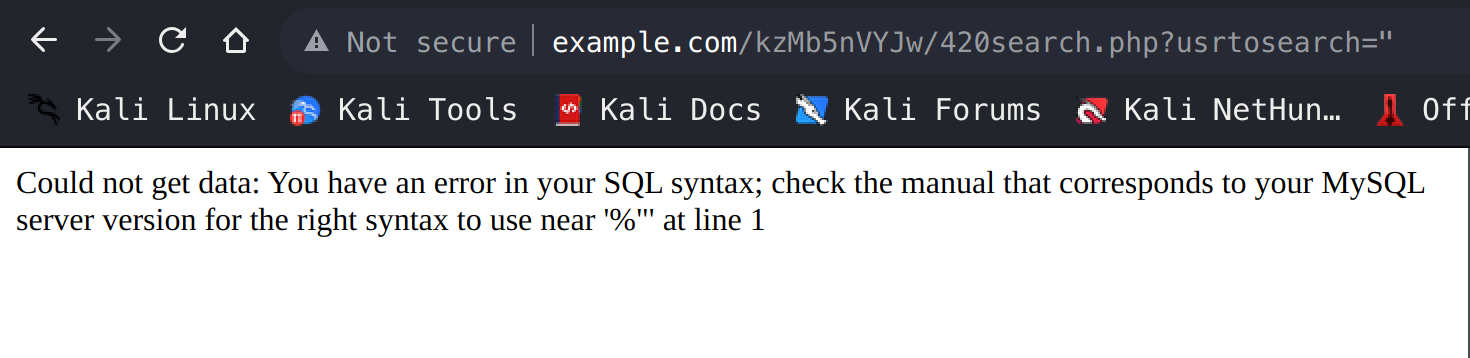 Not secure example.com/kzMb5nVYJw/420search.php?usrtosearch="
Kali Linux Kali Tools Kali Docs Kali Forums Kali NetHun… Off
Could not get data: You have an error in your SQL syntax; check the manual that corresponds to your MySQL
server version for the right syntax to use near '%"' at line 1